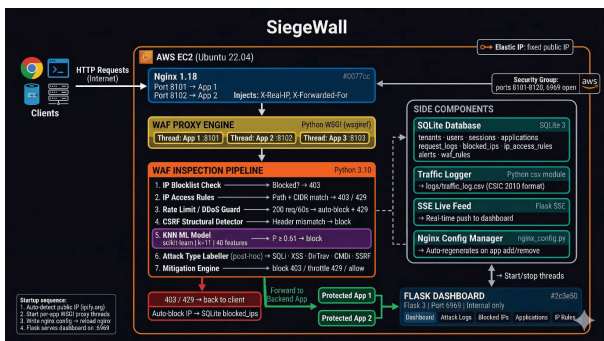 SiegeWall
Elastic IP: fixed public IP
AWS EC2 (Ubuntu 22.04)
HTTP Requests
(Internet)
Clients
Nginx 1.18
#0077cc
Port 8101 → App 1
Port 8102 → App 2
Injects: X-Real-IP, X-Forwarded-For
Security Group:
ports 8101-8120, 6969 open
aws
WAF PROXY ENGINE
Python WSGI (wsgiref)
Thread: App 1 :8101
Thread: App 2 :8102
Thread: App 3 :8103
WAF INSPECTION PIPELINE
Python 3.10
1. IP Blocklist Check → Blocked? → 403
2. IP Access Rules → Path + CIDR match → 403 / 429
3. Rate Limit / DDoS Guard → 200 req/60s → auto-block + 429
4. CSRF Structural Detector → Header mismatch → block
5. KNN ML Model
scikit-learn | k=11 | 40 features
P ≥ 0.61 → block
6. Attack Type Labeller (post-hoc) → SQLi · XSS · DirTrav · CMDi · SSRF
7. Mitigation Engine → block 403 / throttle 429 / allow
SIDE COMPONENTS
SQLite Database
SQLite 3
tenants · users · sessions · applications
request_logs · blocked_ips · ip_access_rules
alerts · waf_rules
Traffic Logger
Python csv module
→ logs/traffic_log.csv (CSIC 2010 format)
SSE Live Feed
Flask SSE
→ Real-time push to dashboard
Nginx Config Manager
nginx_config.py
→ Auto-regenerates on app add/remove
Start/stop threads
Startup sequence:
1. Auto-detect public IP (ipify.org)
2. Start per-app WSGI proxy threads
3. Write nginx config → reload nginx
4. Flask serves dashboard on :6969
403 / 429 → back to client
Auto-block IP → SQLite blocked_ips
Forward to
Backend App
Protected App 1
Protected App 2
FLASK DASHBOARD
#2c3e50
Flask 3 | Port 6969 | Internal only
Dashboard
Attack Logs
Blocked IPs
Applications
IP Rules